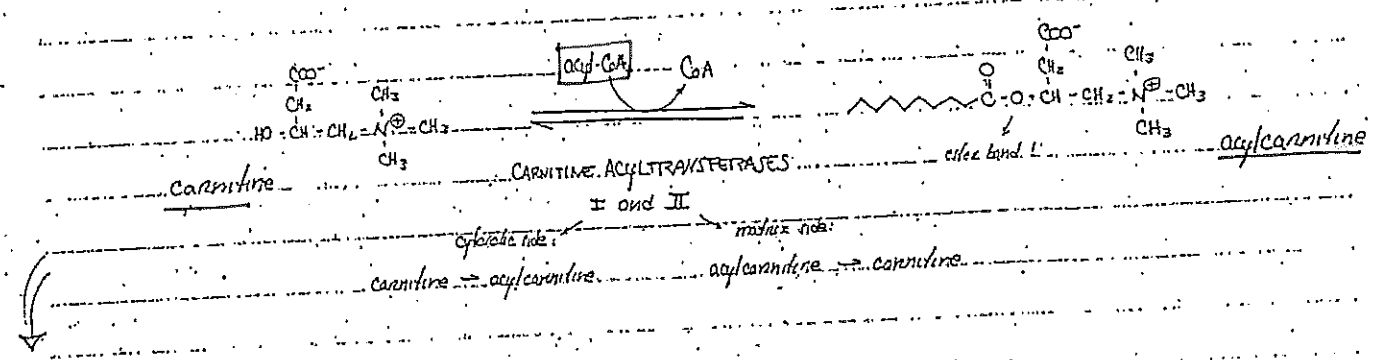 acyl-CoA CoA
COO⁻
CH₂ CH₃
HO-CH-CH₂-N⊕-CH₃
CH₃
carnitine
CARNITINE ACYLTRANSFERASES
I and II
O COO⁻
CH₂ CH₃
C-O-CH-CH₂-N⊕-CH₃
CH₃
ester bond!
acylcarnitine
cytosolic side: matrix side:
carnitine → acylcarnitine acylcarnitine → carnitine